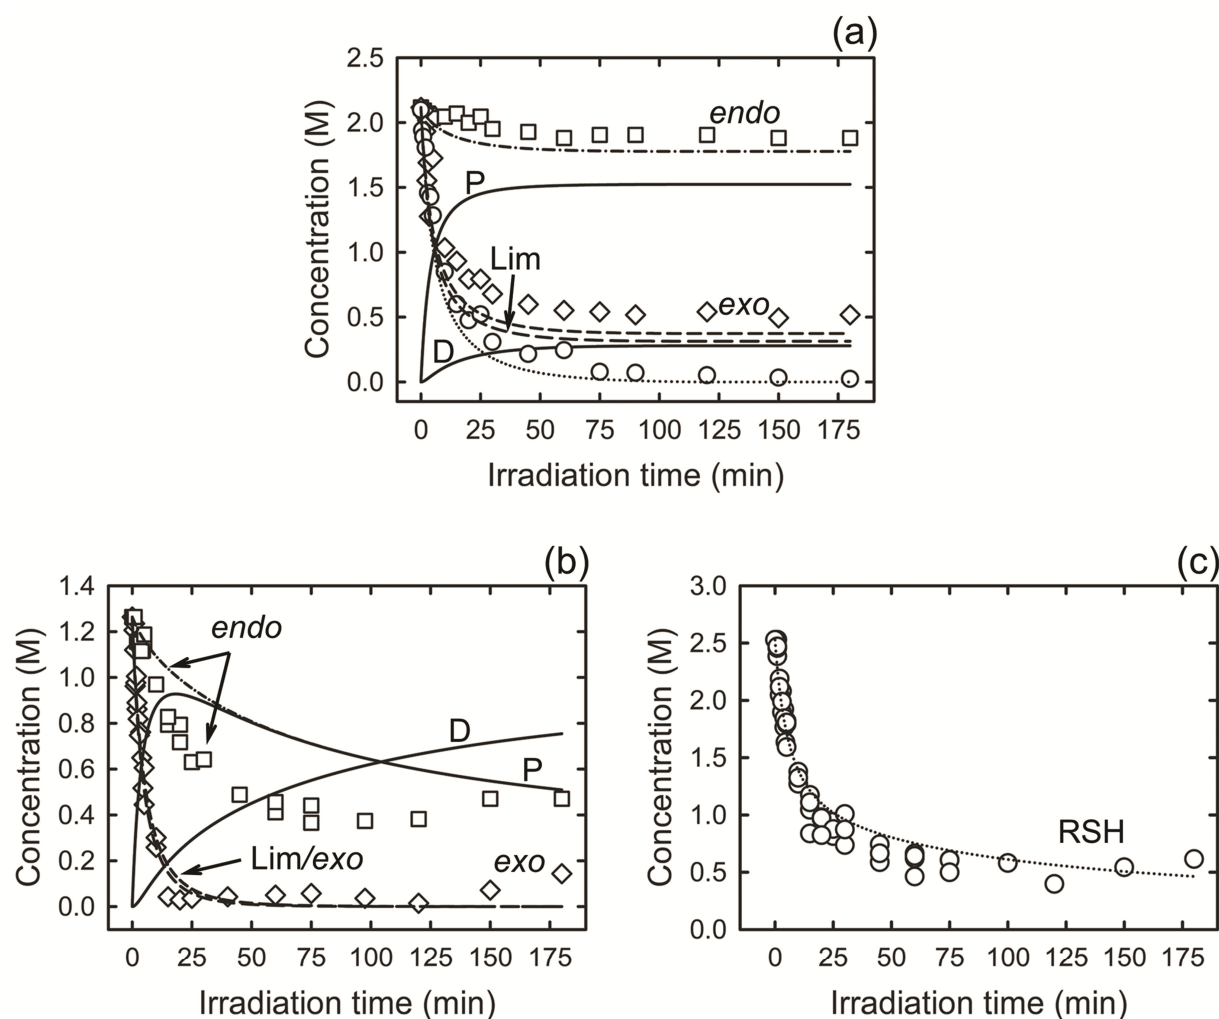 (a)
2.5
2.0
1.5
1.0
0.5
0.0
Concentration (M)
endo
P
Lim
exo
D
0 25 50 75 100 125 150 175
Irradiation time (min)
(b)
1.4
1.2
1.0
0.8
0.6
0.4
0.2
0.0
Concentration (M)
endo
D
P
Lim/exo
exo
0 25 50 75 100 125 150 175
Irradiation time (min)
(c)
3.0
2.5
2.0
1.5
1.0
0.5
0.0
Concentration (M)
RSH
0 25 50 75 100 125 150 175
Irradiation time (min)